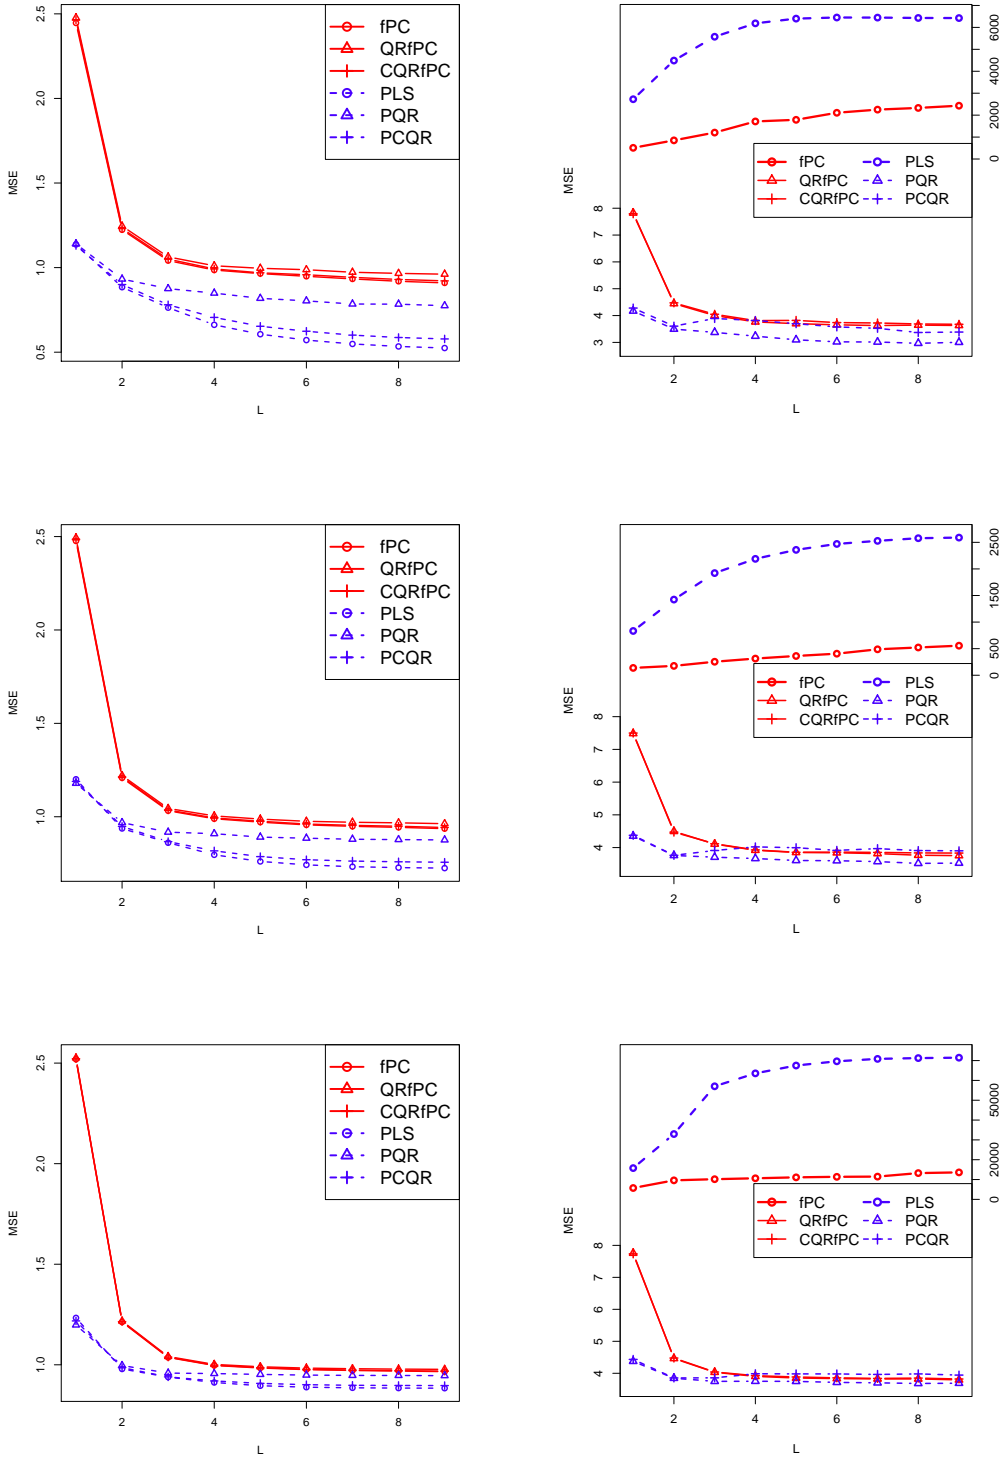 2.5
2.0
1.5
1.0
0.5
MSE
2 4 6 8
L
fPC
QRfPC
CQRfPC
PLS
PQR
PCQR
8
7
6
5
4
3
MSE
2 4 6 8
L
0 2000 4000 6000
fPC PLS
QRfPC PQR
CQRfPC PCQR
2.5
2.0
1.5
1.0
MSE
2 4 6 8
L
fPC
QRfPC
CQRfPC
PLS
PQR
PCQR
8
7
6
5
4
MSE
2 4 6 8
L
0 500 1500 2500
fPC PLS
QRfPC PQR
CQRfPC PCQR
2.5
2.0
1.5
1.0
MSE
2 4 6 8
L
fPC
QRfPC
CQRfPC
PLS
PQR
PCQR
8
7
6
5
4
MSE
2 4 6 8
L
0 20000 50000
fPC PLS
QRfPC PQR
CQRfPC PCQR